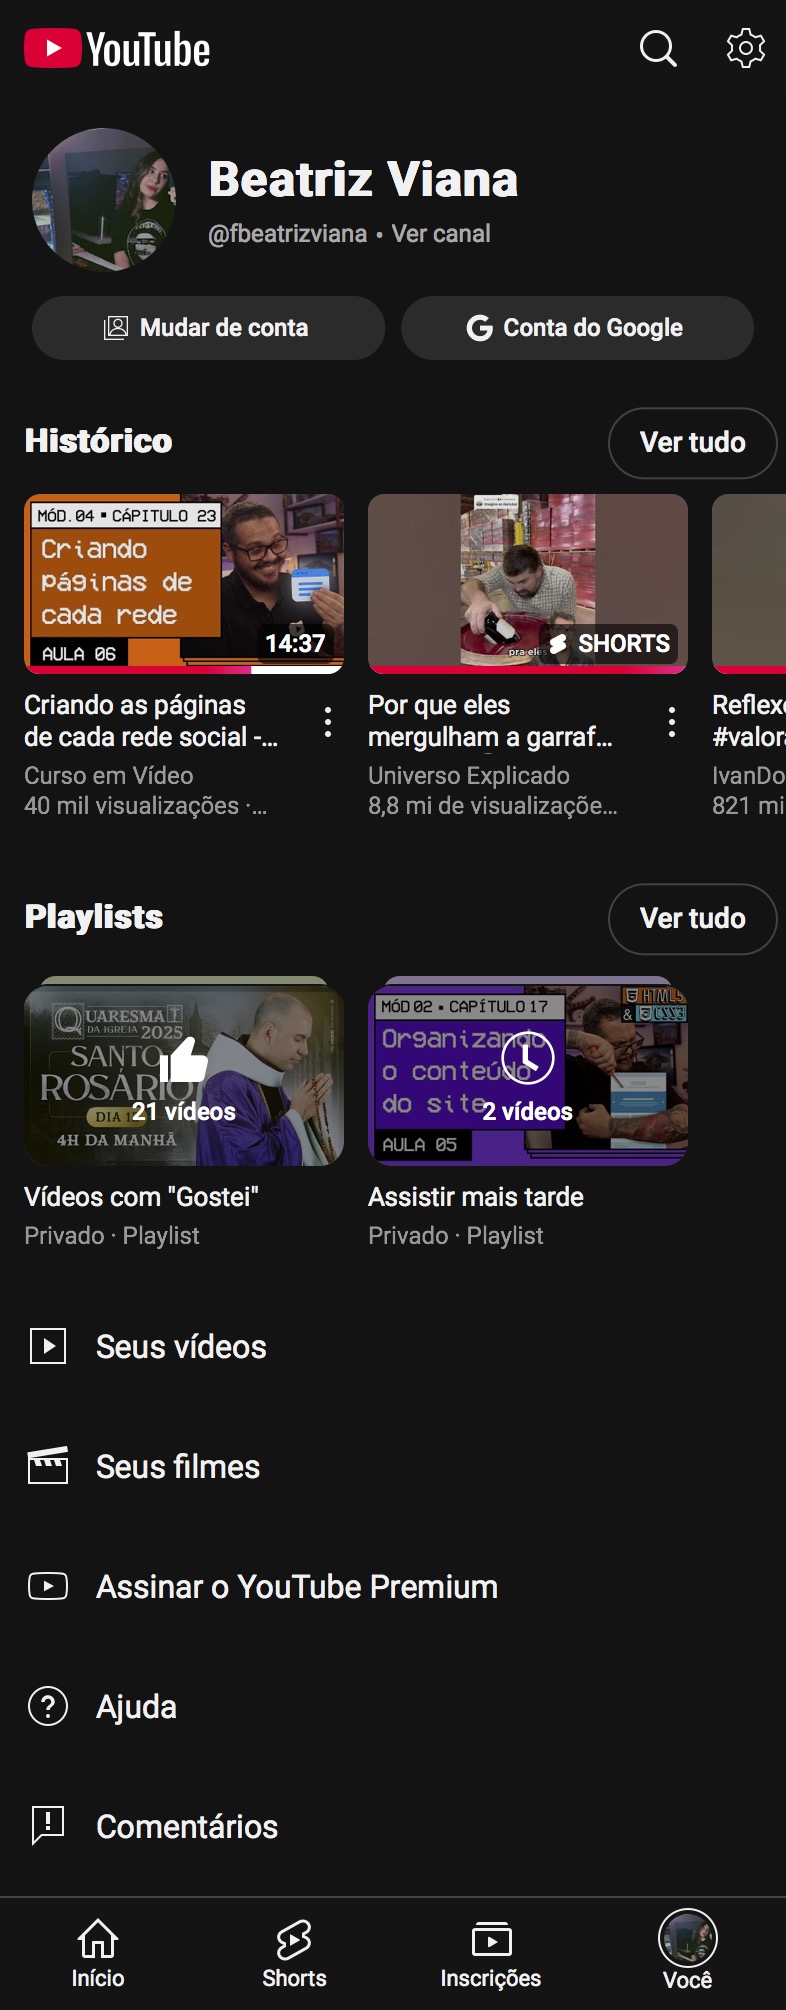 YouTube
Beatriz Viana
@fbeatrizviana • Ver canal
Mudar de conta
Conta do Google
Histórico
Ver tudo
MÓD.04 ▪ CÁPITULO 23
Criando
páginas de
cada rede
AULA 06
14:37
pra eles
SHORTS
Criando as páginas
de cada rede social -...
Curso em Vídeo
40 mil visualizações ·...
Por que eles
mergulham a garraf...
Universo Explicado
8,8 mi de visualizaçõe...
Reflex
#valor
IvanDo
821 mi
Playlists
Ver tudo
QUARESMA
DA IGREJA 2025
SANTO
ROSÁRIO
DIA 1
4H DA MANHÃ
21 vídeos
MÓD 02 ▪ CAPÍTULO 17
HTML5
& CSS3
Organizando
o conteúdo
do site
AULA 05
2 vídeos
Vídeos com "Gostei"
Privado · Playlist
Assistir mais tarde
Privado · Playlist
Seus vídeos
Seus filmes
Assinar o YouTube Premium
Ajuda
Comentários
Início
Shorts
Inscrições
Você